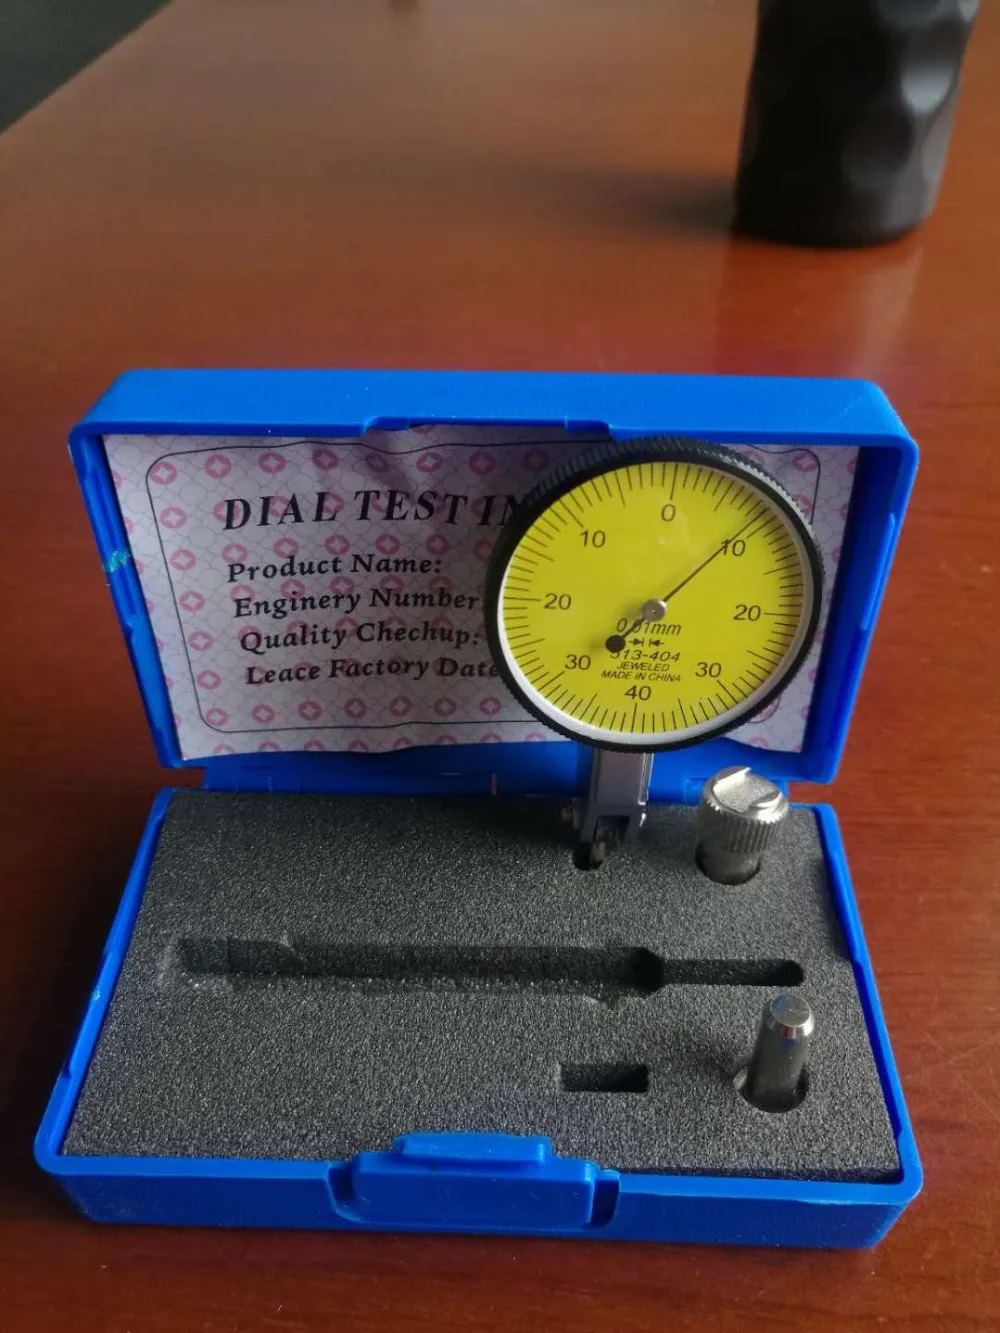 DIAL TEST IN
Product Name:
Enginery Number
Quality Chechup:
Leace Factory Date
0
10
10
20
20
30
30
40
0.01mm
513-404
JEWELED
MADE IN CHINA